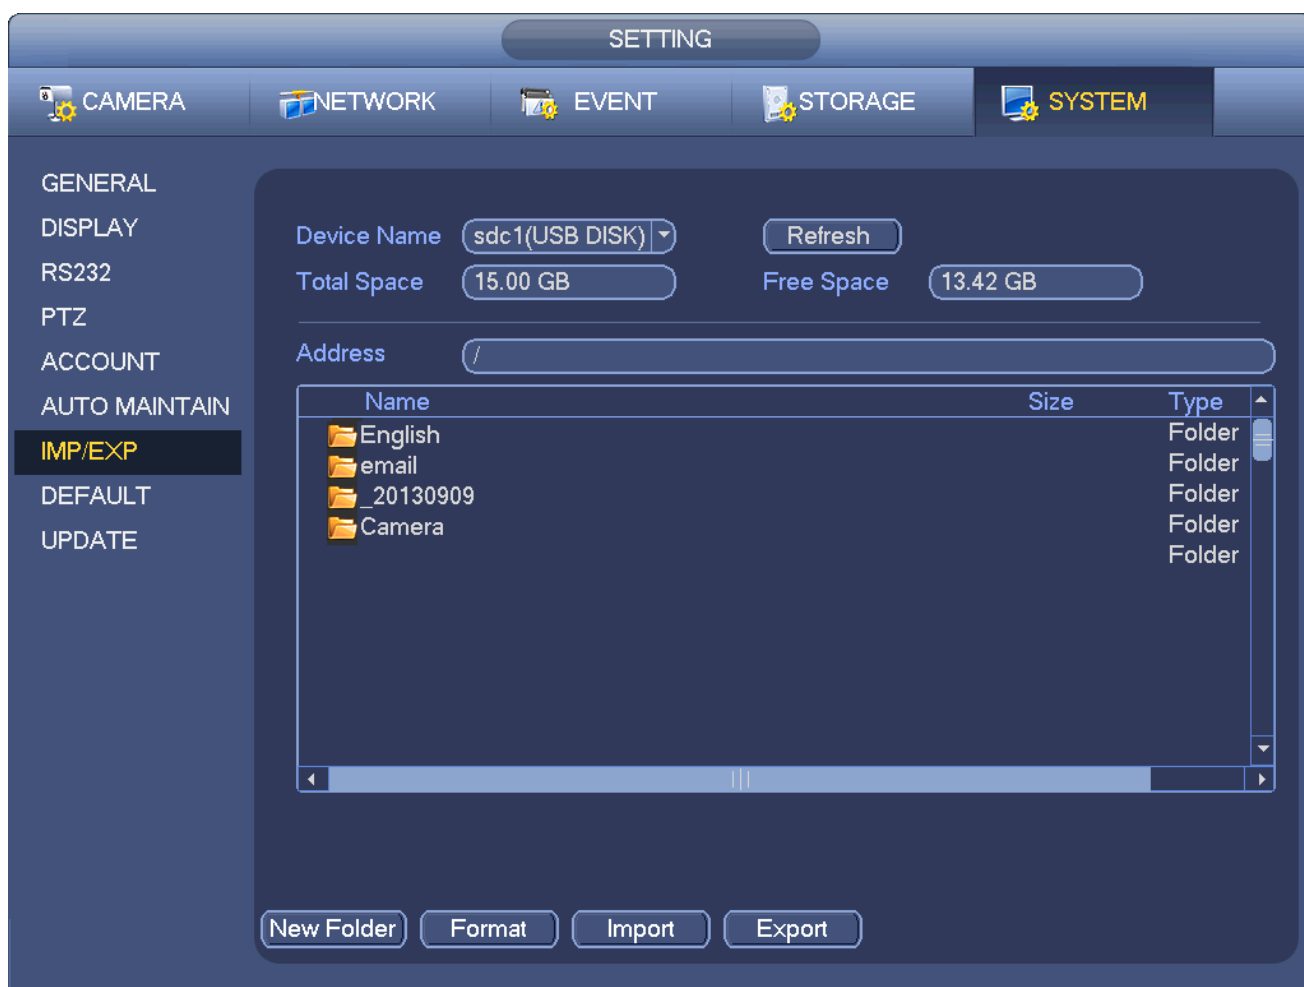 SETTING
CAMERA NETWORK EVENT STORAGE SYSTEM
GENERAL
DISPLAY
RS232
PTZ
ACCOUNT
AUTO MAINTAIN
IMP/EXP
DEFAULT
UPDATE
Device Name sdc1(USB DISK) Refresh
Total Space 15.00 GB Free Space 13.42 GB
Address /
Name Size Type
English Folder
email Folder
_20130909 Folder
Camera Folder
Folder
New Folder Format Import Export